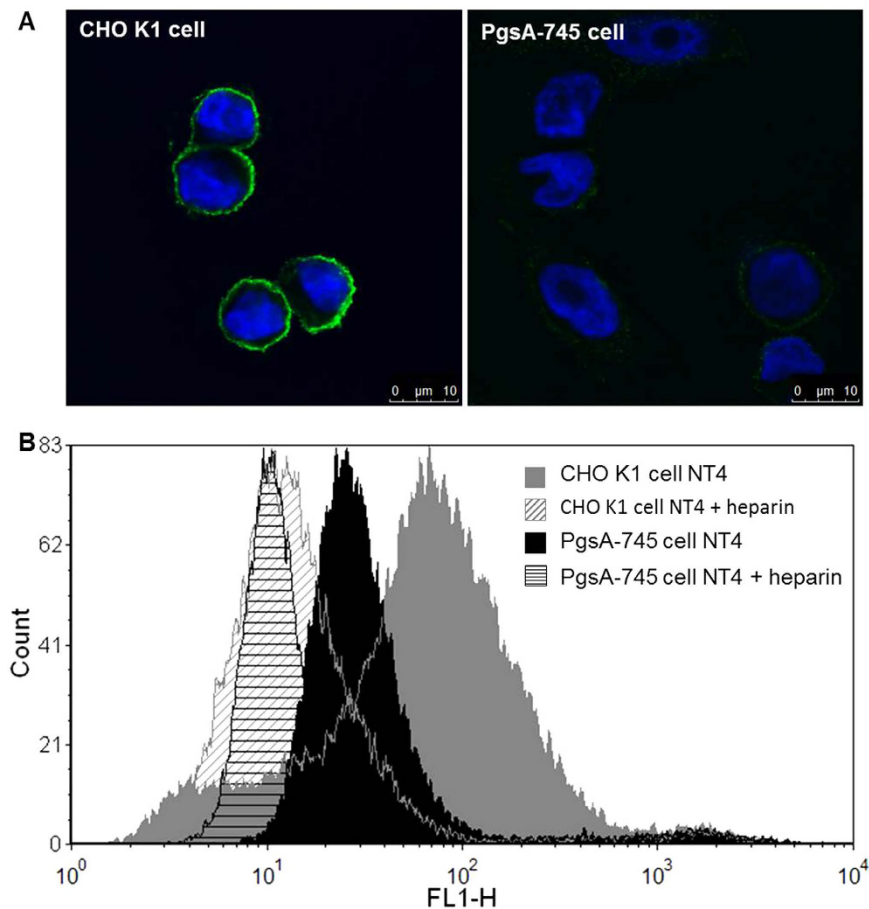 A
CHO K1 cell
PgsA-745 cell
0 μm 10
0 μm 10
B
83
62
41
21
0
Count
CHO K1 cell NT4
CHO K1 cell NT4 + heparin
PgsA-745 cell NT4
PgsA-745 cell NT4 + heparin
10⁰
10¹
10²
10³
10⁴
FL1-H